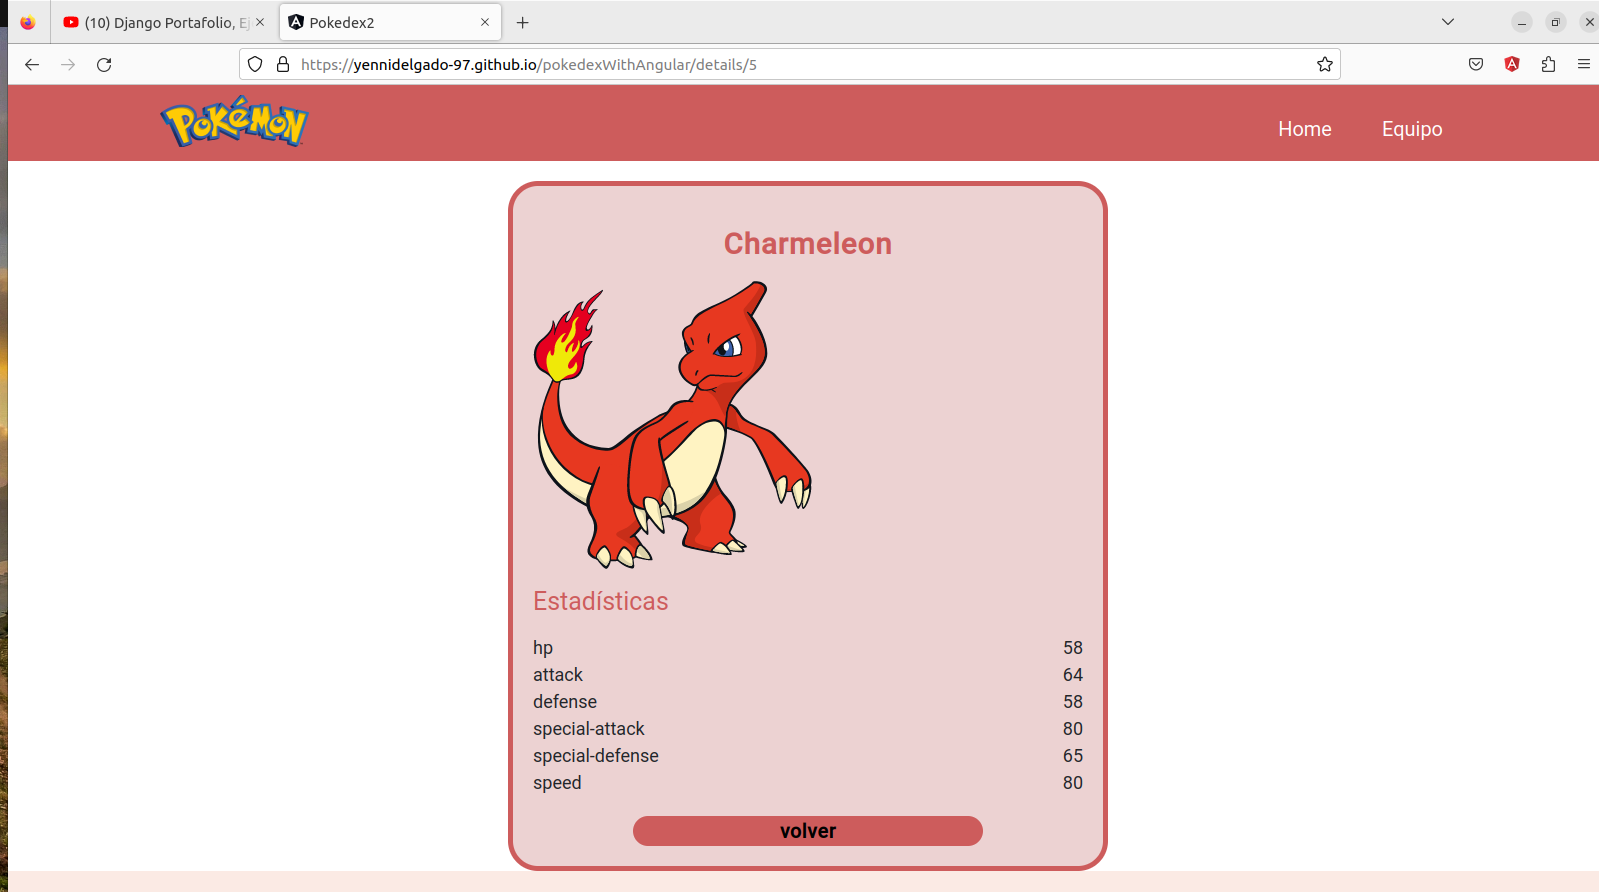 (10) Django Portafolio, Ej
Pokedex2
https://yennidelgado-97.github.io/pokedexWithAngular/details/5
POKéMON
Home Equipo
Charmeleon
Estadísticas
hp 58
attack 64
defense 58
special-attack 80
special-defense 65
speed 80
volver